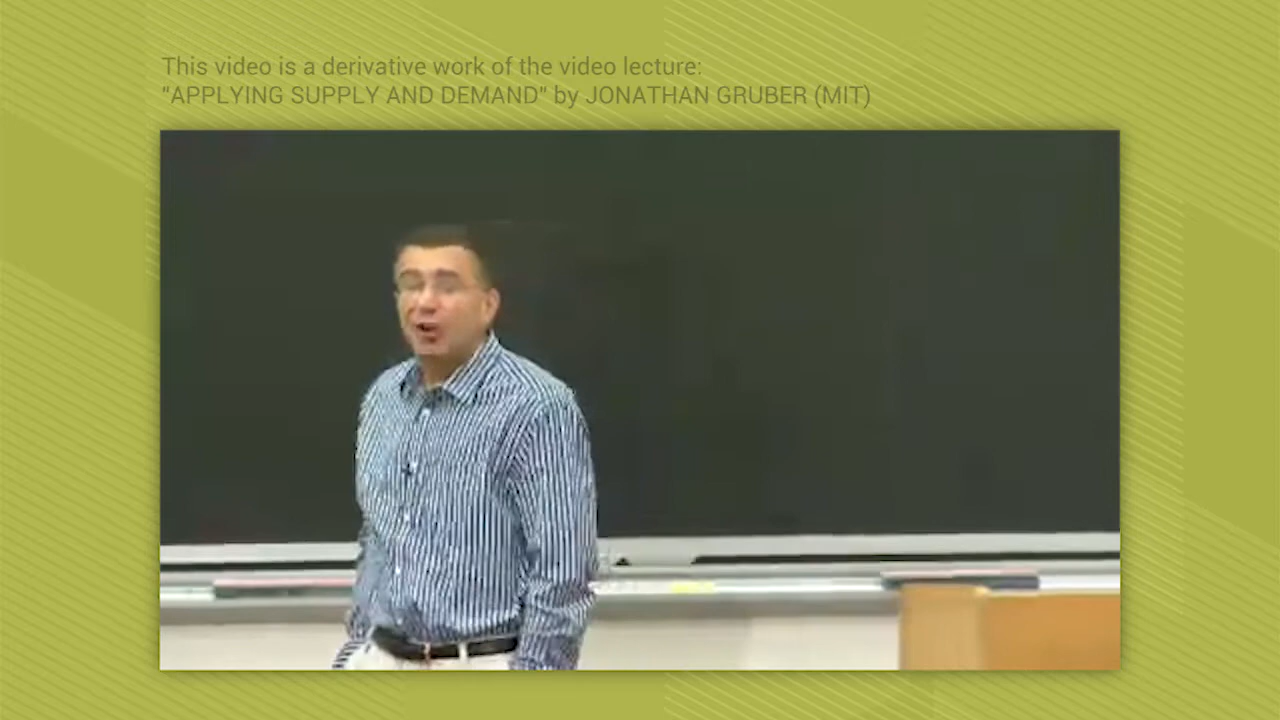 This video is a derivative work of the video lecture:
"APPLYING SUPPLY AND DEMAND" by JONATHAN GRUBER (MIT)